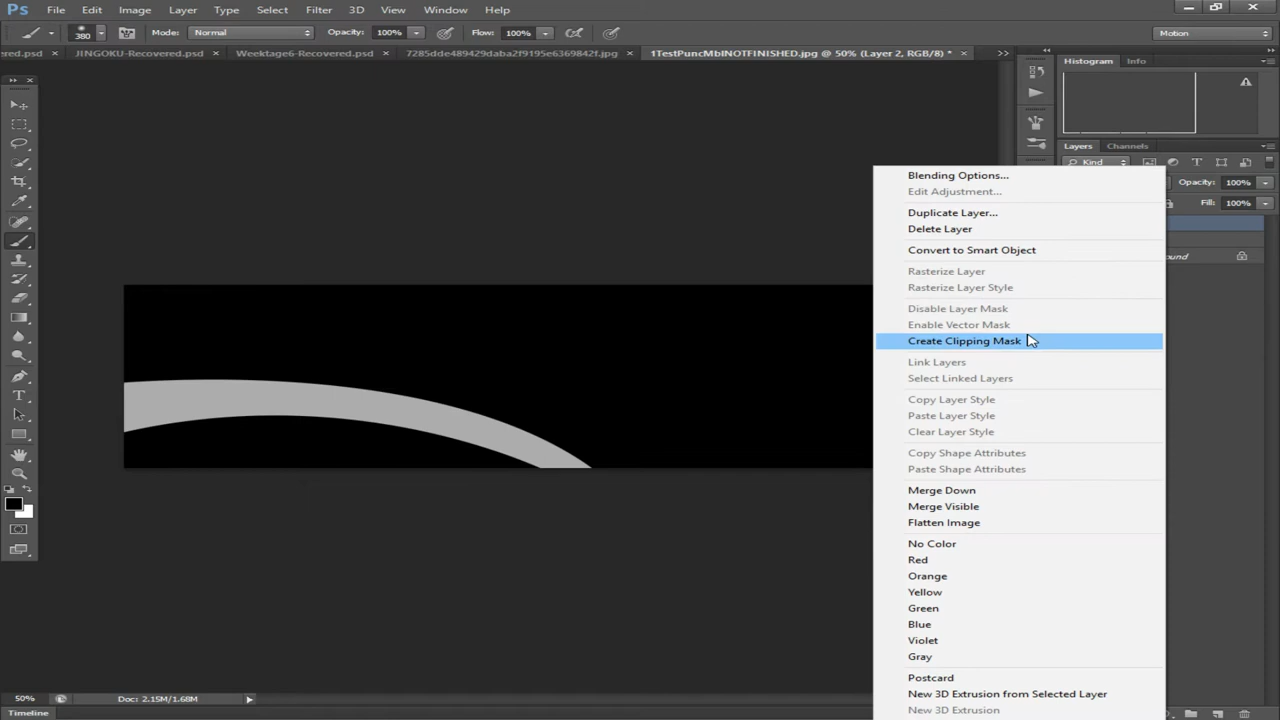 Ps File Edit Image Layer Type Select Filter 3D View Window Help
380 Mode: Normal Opacity: 100% Flow: 100% Motion
ered.psd × JINGOKU-Recovered.psd × Weektage6-Recovered.psd × 7285dde489429daba2f9195e6369842f.jpg × 1TestPuncMblNOTFINISHED.jpg @ 50% (Layer 2, RGB/8) * ×
Histogram Info
Layers Channels
Kind
Opacity: 100%
Fill: 100%
ound
Blending Options...
Edit Adjustment...
Duplicate Layer...
Delete Layer
Convert to Smart Object
Rasterize Layer
Rasterize Layer Style
Disable Layer Mask
Enable Vector Mask
Create Clipping Mask
Link Layers
Select Linked Layers
Copy Layer Style
Paste Layer Style
Clear Layer Style
Copy Shape Attributes
Paste Shape Attributes
Merge Down
Merge Visible
Flatten Image
No Color
Red
Orange
Yellow
Green
Blue
Violet
Gray
Postcard
New 3D Extrusion from Selected Layer
New 3D Extrusion
50% Doc: 2.15M/1.68M
Timeline